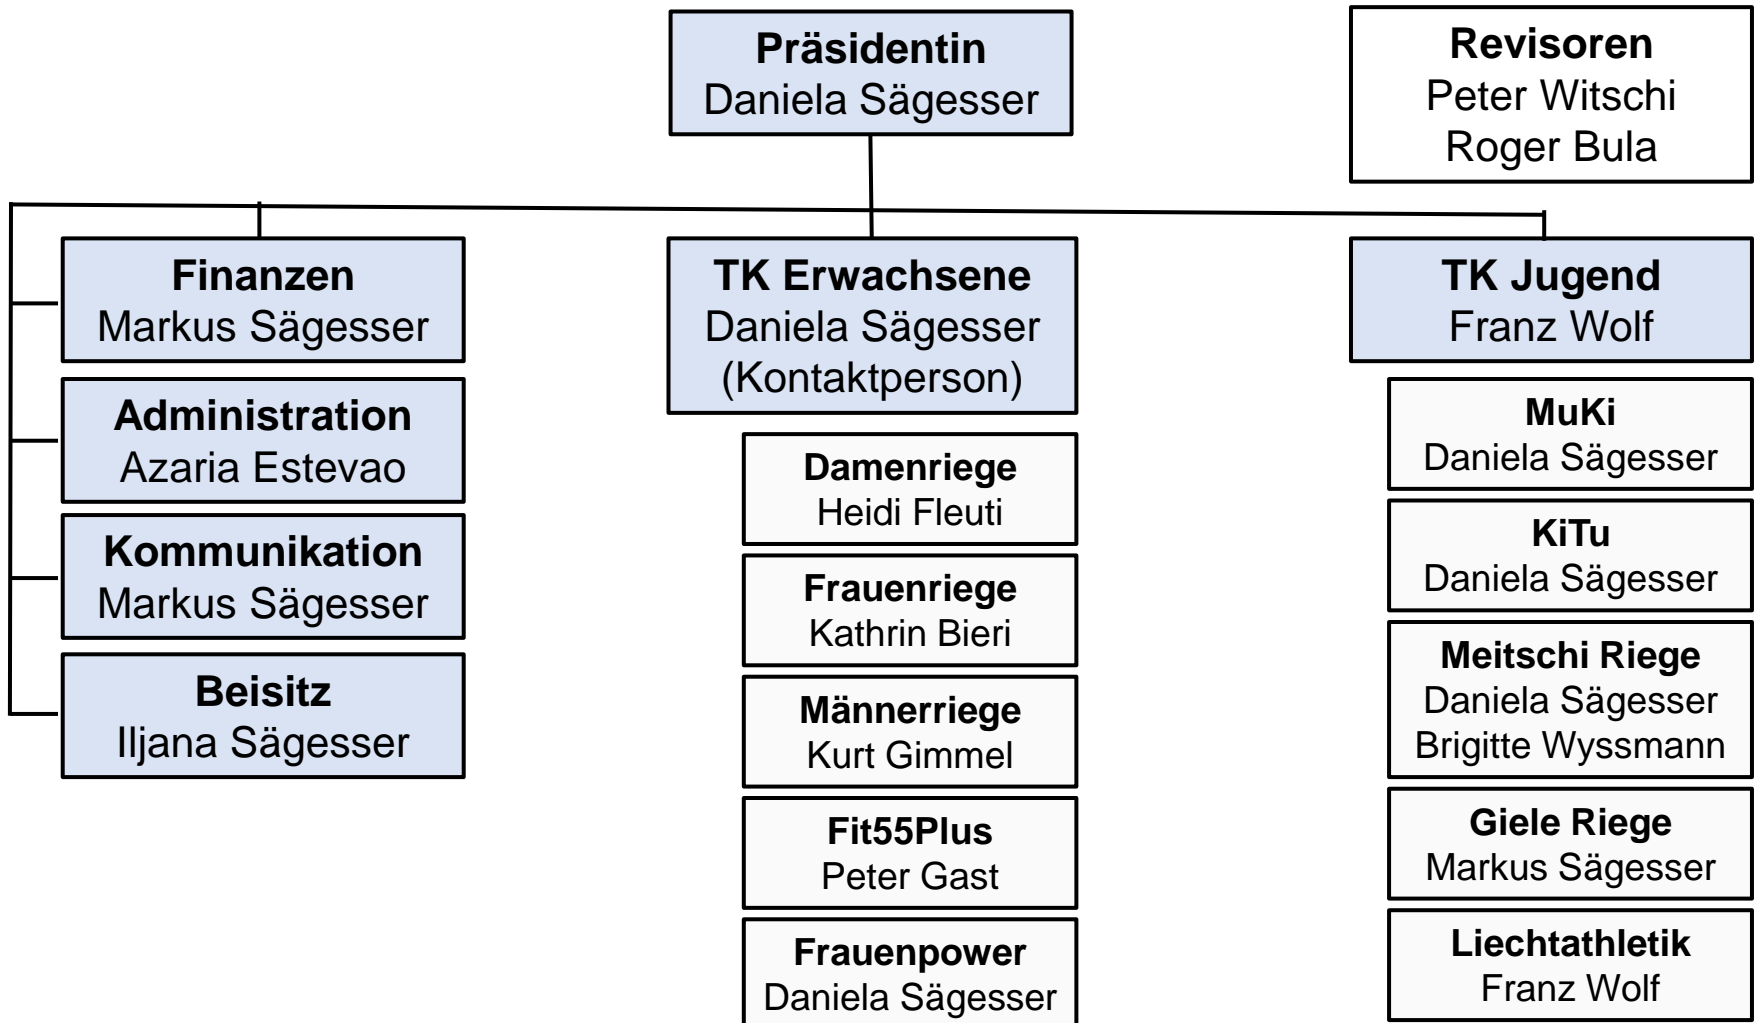 Präsidentin
Daniela Sägesser
Revisoren
Peter Witschi
Roger Bula
Finanzen
Markus Sägesser
Administration
Azaria Estevao
Kommunikation
Markus Sägesser
Beisitz
Iljana Sägesser
TK Erwachsene
Daniela Sägesser
(Kontaktperson)
Damenriege
Heidi Fleuti
Frauenriege
Kathrin Bieri
Männerriege
Kurt Gimmel
Fit55Plus
Peter Gast
Frauenpower
Daniela Sägesser
TK Jugend
Franz Wolf
MuKi
Daniela Sägesser
KiTu
Daniela Sägesser
Meitschi Riege
Daniela Sägesser
Brigitte Wyssmann
Giele Riege
Markus Sägesser
Liechtathletik
Franz Wolf